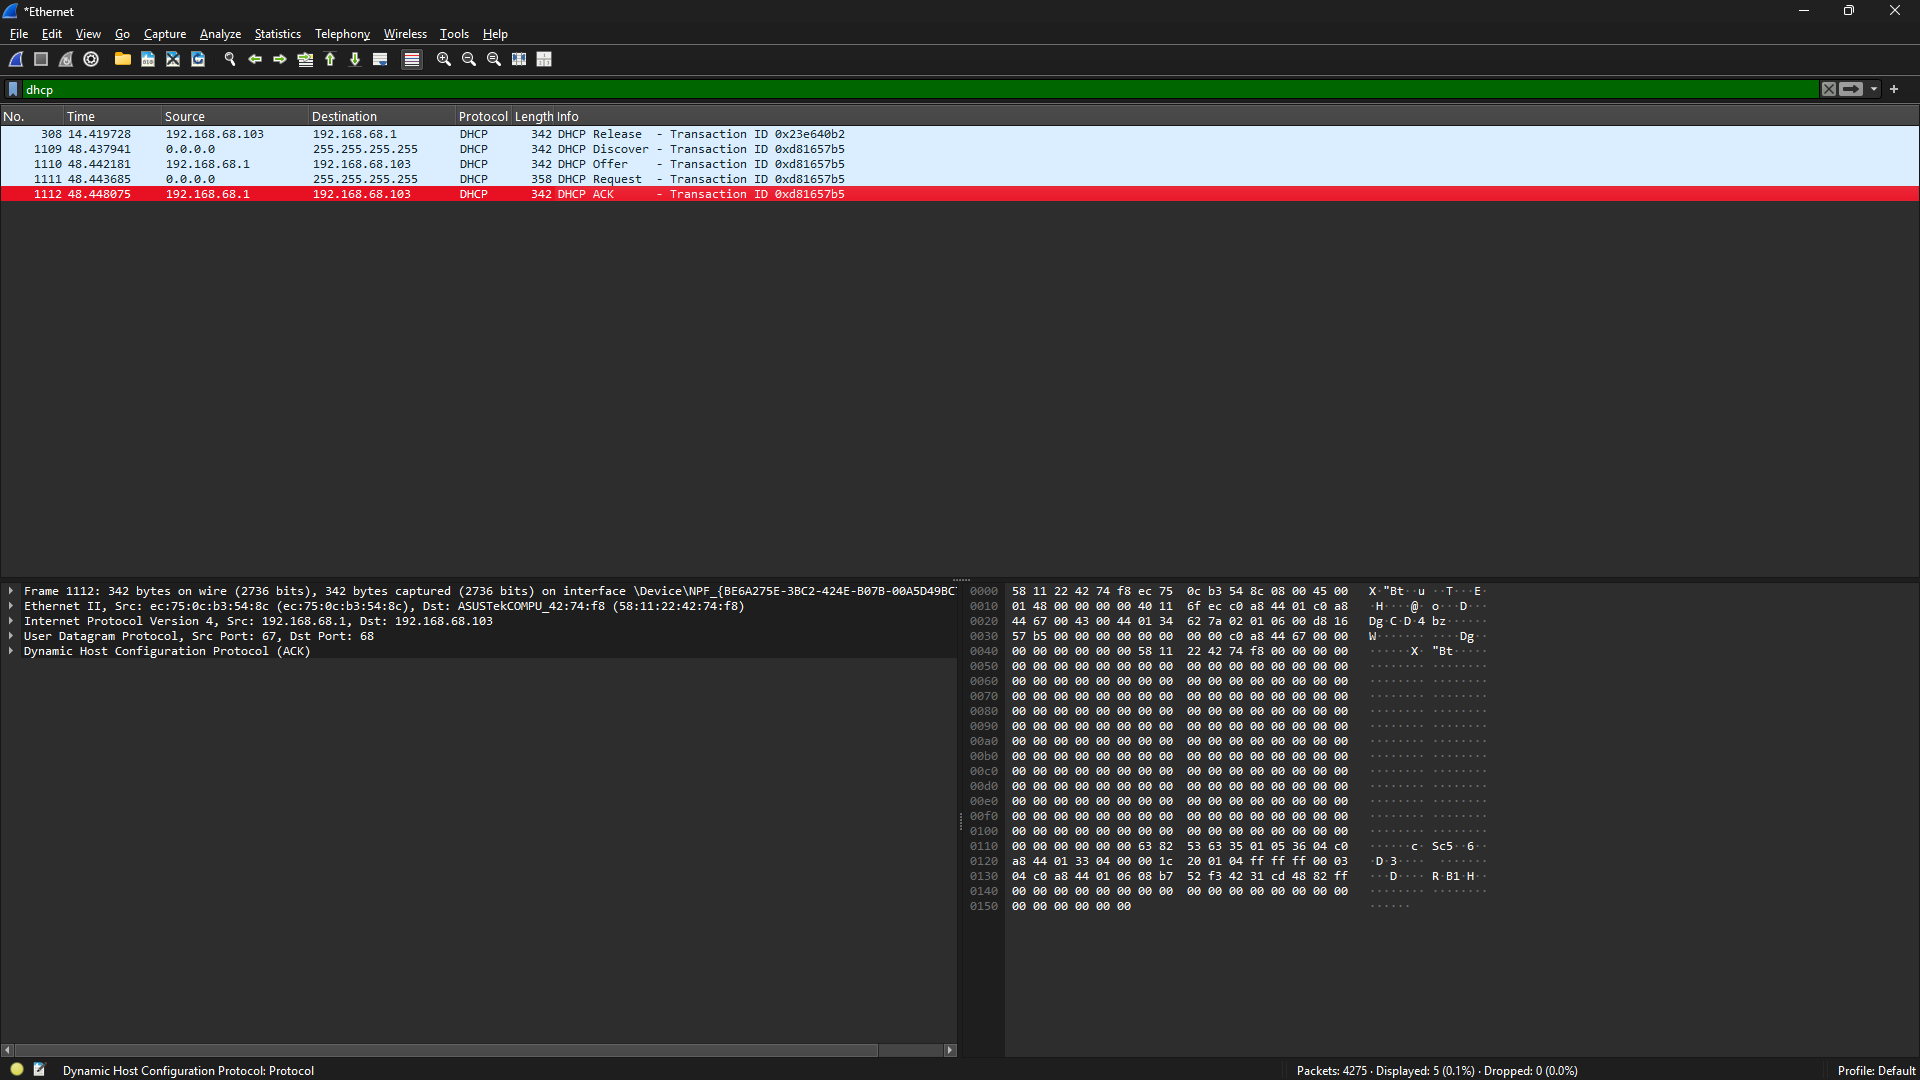 *Ethernet
File Edit View Go Capture Analyze Statistics Telephony Wireless Tools Help
dhcp
No. Time Source Destination Protocol Length Info
308 14.419728 192.168.68.103 192.168.68.1 DHCP 342 DHCP Release - Transaction ID 0x23e640b2
1109 48.437941 0.0.0.0 255.255.255.255 DHCP 342 DHCP Discover - Transaction ID 0xd81657b5
1110 48.442181 192.168.68.1 192.168.68.103 DHCP 342 DHCP Offer - Transaction ID 0xd81657b5
1111 48.443685 0.0.0.0 255.255.255.255 DHCP 358 DHCP Request - Transaction ID 0xd81657b5
1112 48.448075 192.168.68.1 192.168.68.103 DHCP 342 DHCP ACK - Transaction ID 0xd81657b5
Frame 1112: 342 bytes on wire (2736 bits), 342 bytes captured (2736 bits) on interface \Device\NPF_{BE6A275E-3BC2-424E-B07B-00A5D49BC
Ethernet II, Src: ec:75:0c:b3:54:8c (ec:75:0c:b3:54:8c), Dst: ASUSTekCOMPU_42:74:f8 (58:11:22:42:74:f8)
Internet Protocol Version 4, Src: 192.168.68.1, Dst: 192.168.68.103
User Datagram Protocol, Src Port: 67, Dst Port: 68
Dynamic Host Configuration Protocol (ACK)
0000 58 11 22 42 74 f8 ec 75 0c b3 54 8c 08 00 45 00 X·"Bt··u ··T···E·
0010 01 48 00 00 00 00 40 11 6f ec c0 a8 44 01 c0 a8 ·H····@· o···D···
0020 44 67 00 43 00 44 01 34 62 7a 02 01 06 00 d8 16 Dg·C·D·4 bz······
0030 57 b5 00 00 00 00 00 00 00 00 c0 a8 44 67 00 00 W······· ····Dg··
0040 00 00 00 00 00 00 58 11 22 42 74 f8 00 00 00 00 ······X· "Bt·····
0050 00 00 00 00 00 00 00 00 00 00 00 00 00 00 00 00 ········ ········
0060 00 00 00 00 00 00 00 00 00 00 00 00 00 00 00 00 ········ ········
0070 00 00 00 00 00 00 00 00 00 00 00 00 00 00 00 00 ········ ········
0080 00 00 00 00 00 00 00 00 00 00 00 00 00 00 00 00 ········ ········
0090 00 00 00 00 00 00 00 00 00 00 00 00 00 00 00 00 ········ ········
00a0 00 00 00 00 00 00 00 00 00 00 00 00 00 00 00 00 ········ ········
00b0 00 00 00 00 00 00 00 00 00 00 00 00 00 00 00 00 ········ ········
00c0 00 00 00 00 00 00 00 00 00 00 00 00 00 00 00 00 ········ ········
00d0 00 00 00 00 00 00 00 00 00 00 00 00 00 00 00 00 ········ ········
00e0 00 00 00 00 00 00 00 00 00 00 00 00 00 00 00 00 ········ ········
00f0 00 00 00 00 00 00 00 00 00 00 00 00 00 00 00 00 ········ ········
0100 00 00 00 00 00 00 00 00 00 00 00 00 00 00 00 00 ········ ········
0110 00 00 00 00 00 00 63 82 53 63 35 01 05 36 04 c0 ······c· Sc5··6··
0120 a8 44 01 33 04 00 00 1c 20 01 04 ff ff ff 00 03 ·D·3···· ·······
0130 04 c0 a8 44 01 06 08 b7 52 f3 42 31 cd 48 82 ff ···D···· R·B1·H··
0140 00 00 00 00 00 00 00 00 00 00 00 00 00 00 00 00 ········ ········
0150 00 00 00 00 00 00 ······
Dynamic Host Configuration Protocol: Protocol
Packets: 4275 · Displayed: 5 (0.1%) · Dropped: 0 (0.0%)
Profile: Default